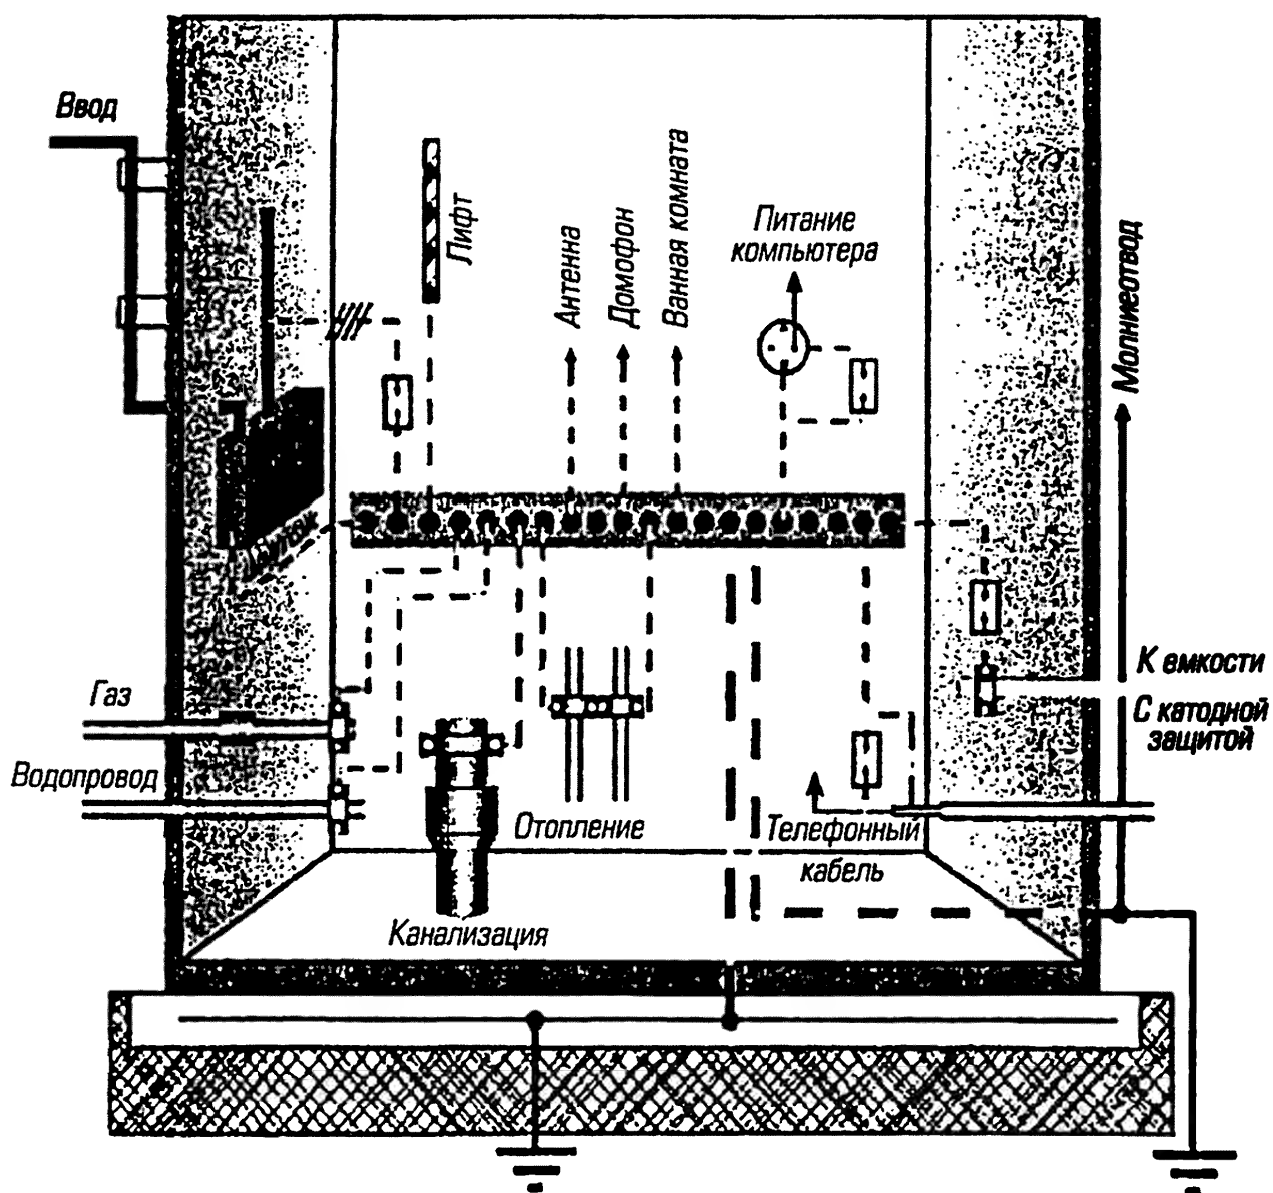 Ввод
Лифт
Антенна
Домофон
Ванная комната
Питание
компьютера
Молниеотвод
Газ
Водопровод
К емкости
С катодной
защитой
Отопление
Телефонный
кабель
Канализация